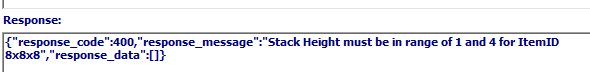 Response:
{"response_code":400,"response_message":"Stack Height must be in range of 1 and 4 for ItemID
8x8x8","response_data":[]}